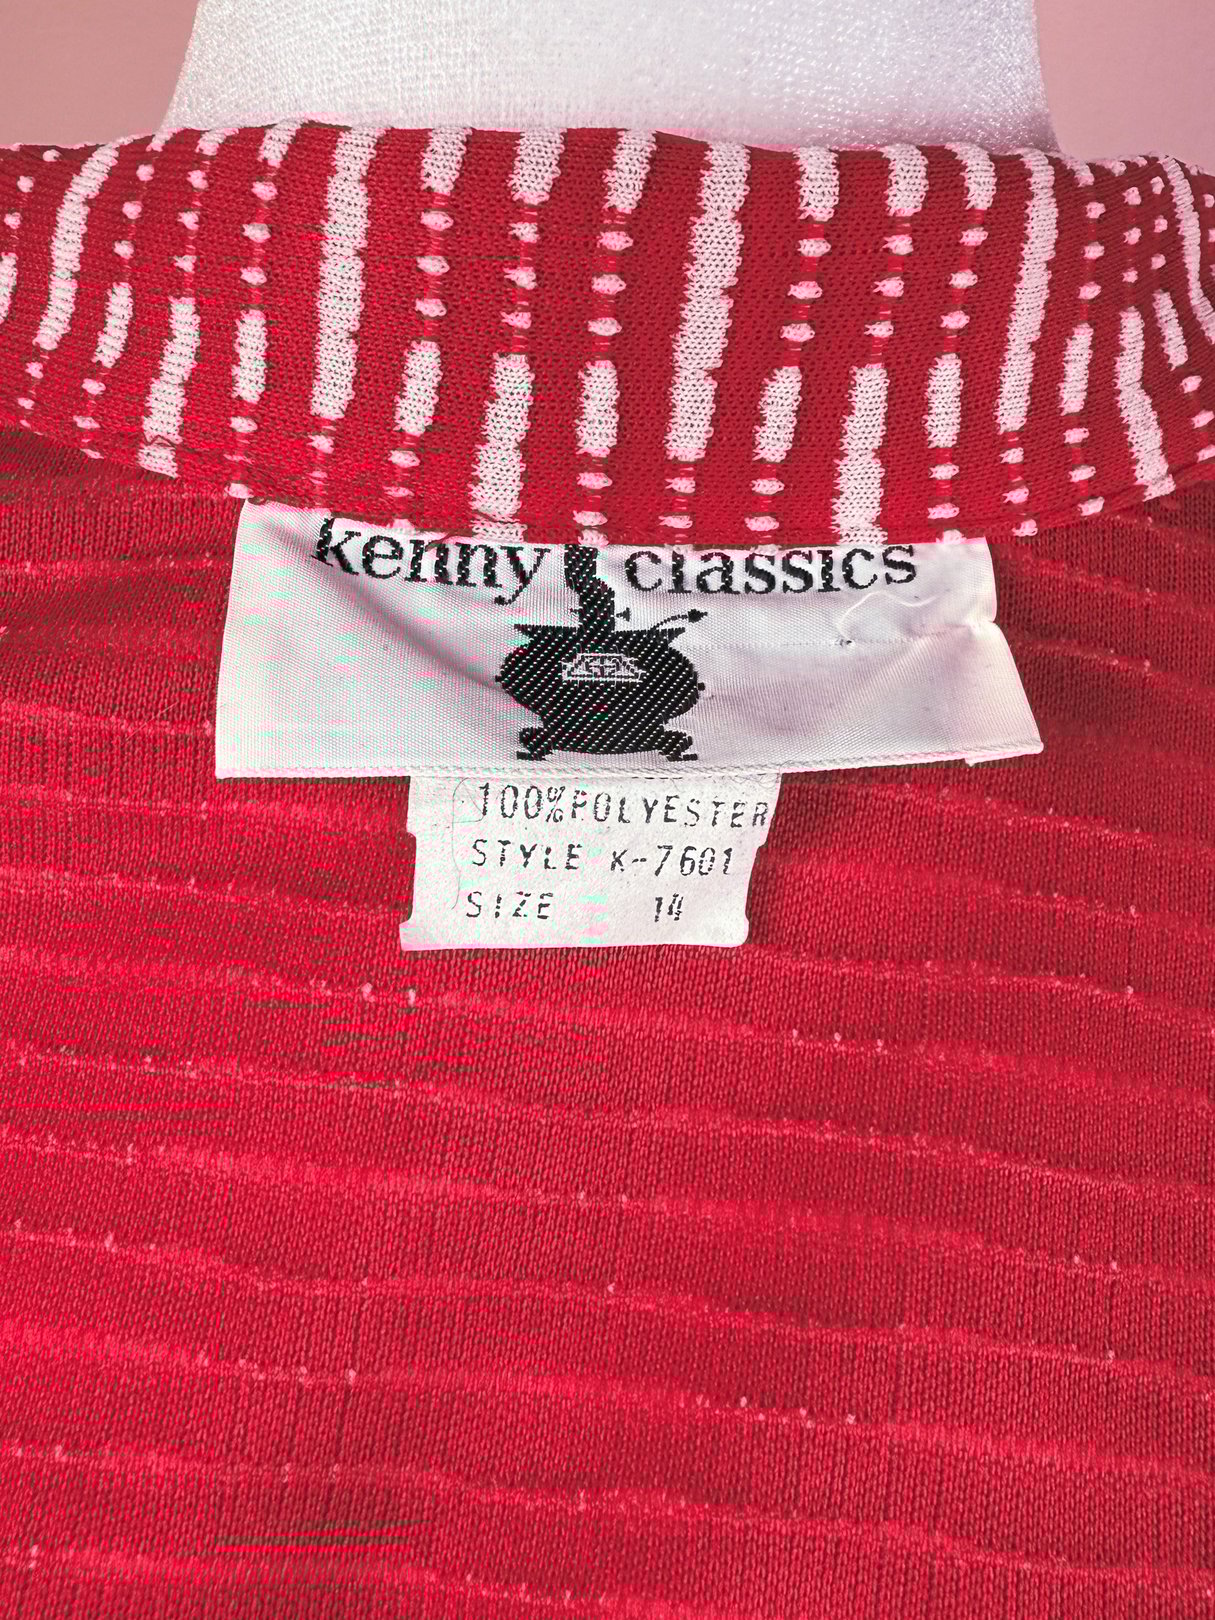 kenny classics
100% POLYESTER
STYLE K-7601
SIZE 14